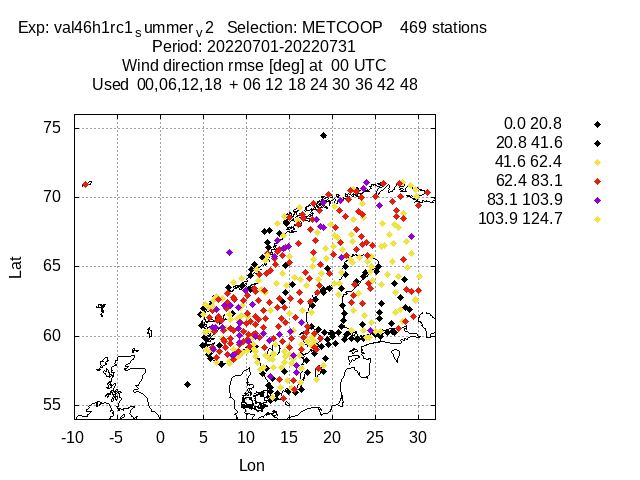 Exp: val46h1rc1s ummerv 2 Selection: METCOOP 469 stations
Period: 20220701-20220731
Wind direction rmse [deg] at 00 UTC
Used 00,06,12,18 + 06 12 18 24 30 36 42 48
0.0 20.8
20.8 41.6
41.6 62.4
62.4 83.1
83.1 103.9
103.9 124.7
75
70
65
60
55
Lat
-10 -5 0 5 10 15 20 25 30
Lon